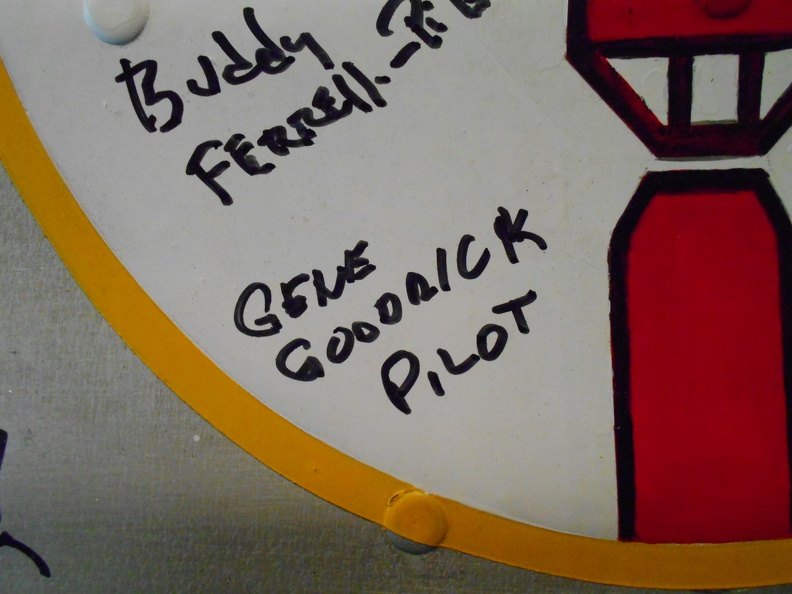 Buddy
FERRELL-
GENE
GOODRICK
PILOT